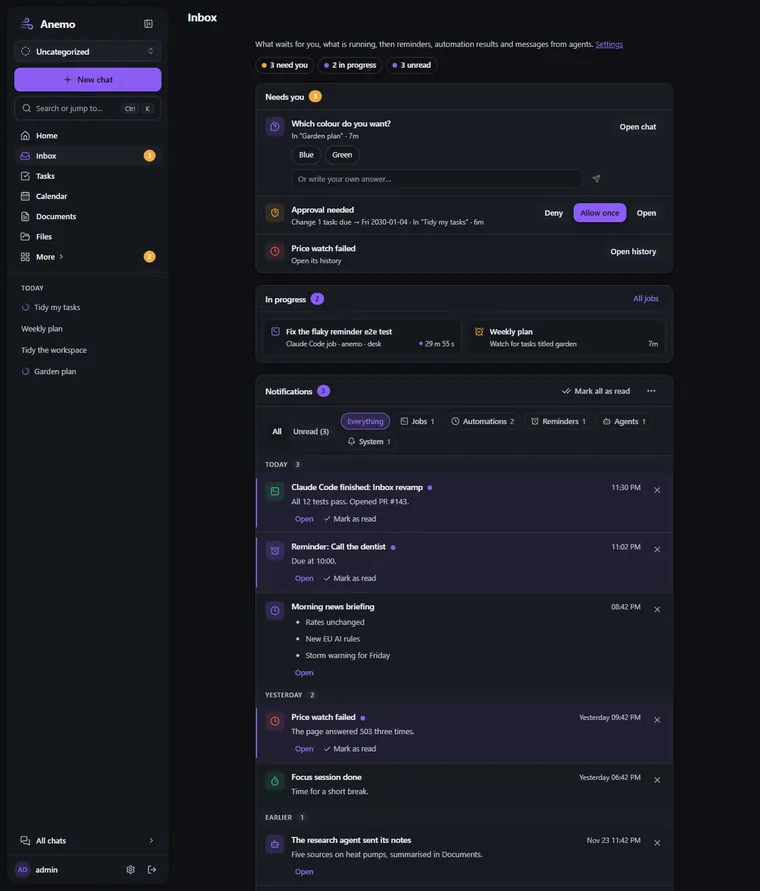 Anemo
Uncategorized
+ New chat
Search or jump to... Ctrl K
Home
Inbox 3
Tasks
Calendar
Documents
Files
More 2
TODAY
Tidy my tasks
Weekly plan
Tidy the workspace
Garden plan
All chats
AD admin
Inbox
What waits for you, what is running, then reminders, automation results and messages from agents. Settings
3 need you 2 in progress 3 unread
Needs you 3
Which colour do you want?
In "Garden plan" · 7m
Open chat
Blue Green
Or write your own answer...
Approval needed
Change 1 task: due → Fri 2030-01-04 · In "Tidy my tasks" · 6m
Deny Allow once Open
Price watch failed
Open its history
Open history
In progress 2 All jobs
Fix the flaky reminder e2e test
Claude Code job · anemo · desk 29 m 55 s
Weekly plan
Watch for tasks titled garden 7m
Notifications 3 Mark all as read
All Unread (3) Everything Jobs 1 Automations 2 Reminders 1 Agents 1
System 1
TODAY 3
Claude Code finished: Inbox revamp 11:30 PM
All 12 tests pass. Opened PR #143.
Open Mark as read
Reminder: Call the dentist 11:02 PM
Due at 10:00.
Open Mark as read
Morning news briefing 08:42 PM
• Rates unchanged
• New EU AI rules
• Storm warning for Friday
Open
YESTERDAY 2
Price watch failed Yesterday 09:42 PM
The page answered 503 three times.
Open Mark as read
Focus session done Yesterday 06:42 PM
Time for a short break.
EARLIER 1
The research agent sent its notes Nov 23 11:42 PM
Five sources on heat pumps, summarised in Documents.
Open